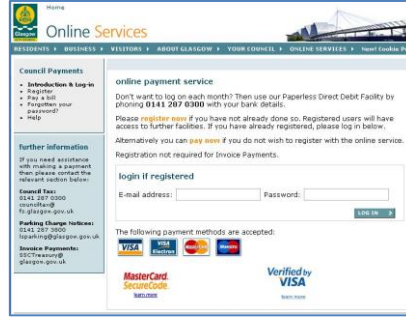 Home
Glasgow
Online Services
RESIDENTS BUSINESS VISITORS ABOUT GLASGOW YOUR COUNCIL ONLINE SERVICES New! Cookie
Council Payments
Introduction & Log-in
Register
Pay a bill
Forgotten your
password?
Help
further information
If you need assistance
with making a payment
then please contact the
relevant section below:
Council Tax:
0141 287 0300
counciltax@
fs.glasgow.gov.uk
Parking Charge Notices:
lsparking@glasgow.gov.uk
Invoice Payments:
SSCTreasury@
glasgow.gov.uk
online payment service
Don't want to log on each month? Then use our Paperless Direct Debit Facility by
phoning 0141 287 0300 with your bank details.
Please register now if you have not already done so. Registered users will have
access to further facilities. If you have already registered, please log in below.
Alternatively you can pay now if you do not wish to register with the online service.
Registration not required for Invoice Payments.
login if registered
E-mail address: Password:
LOG IN
The following payment methods are accepted:
VISA VISA Electron MasterCard Maestro
MasterCard. Verified by
SecureCode. VISA
learn more learn more